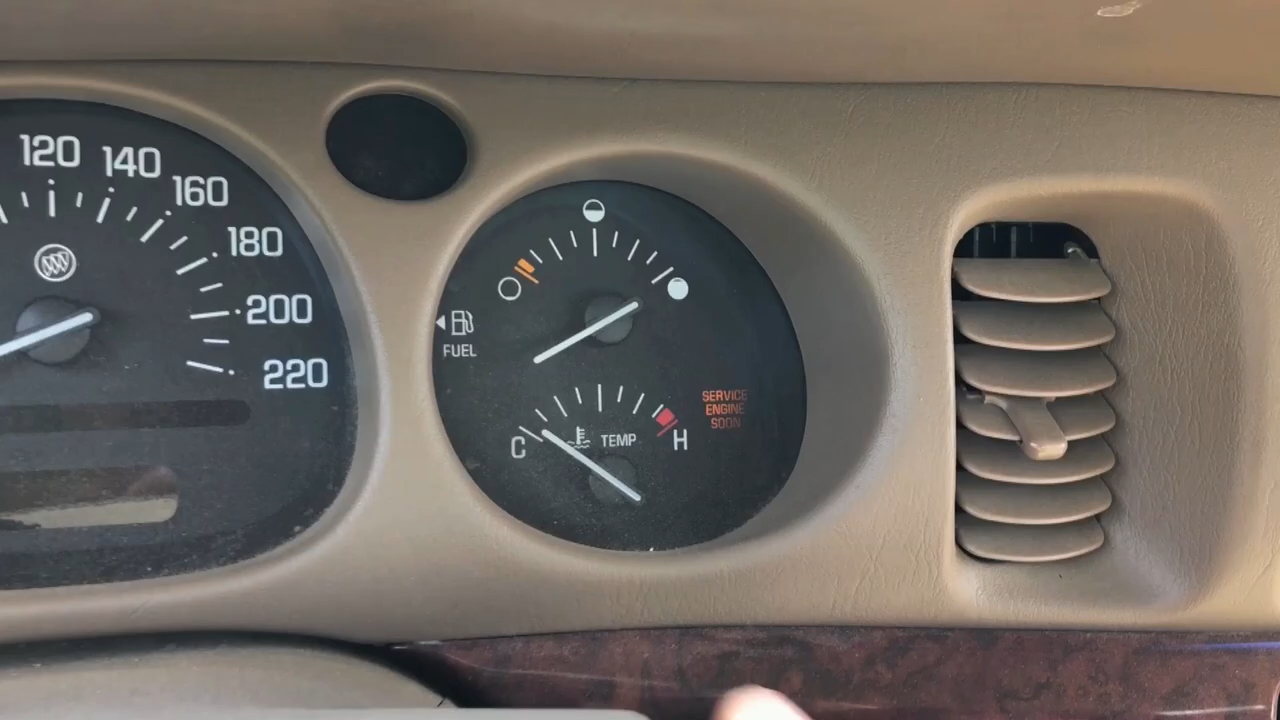 120
140
160
180
200
220
FUEL
C
TEMP
H
SERVICE
ENGINE
SOON